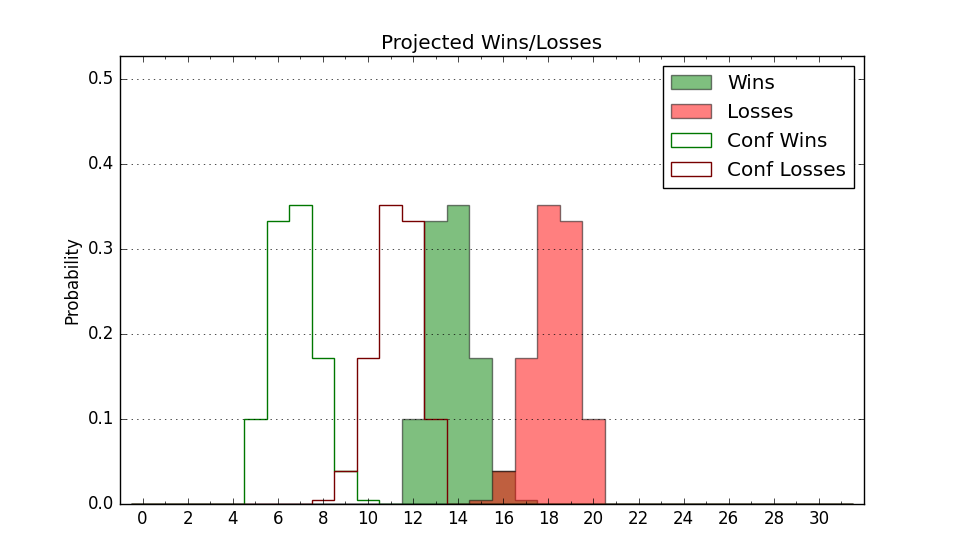 Projected Wins/Losses
Probability
0.5
0.4
0.3
0.2
0.1
0.0
Wins
Losses
Conf Wins
Conf Losses
0 2 4 6 8 10 12 14 16 18 20 22 24 26 28 30